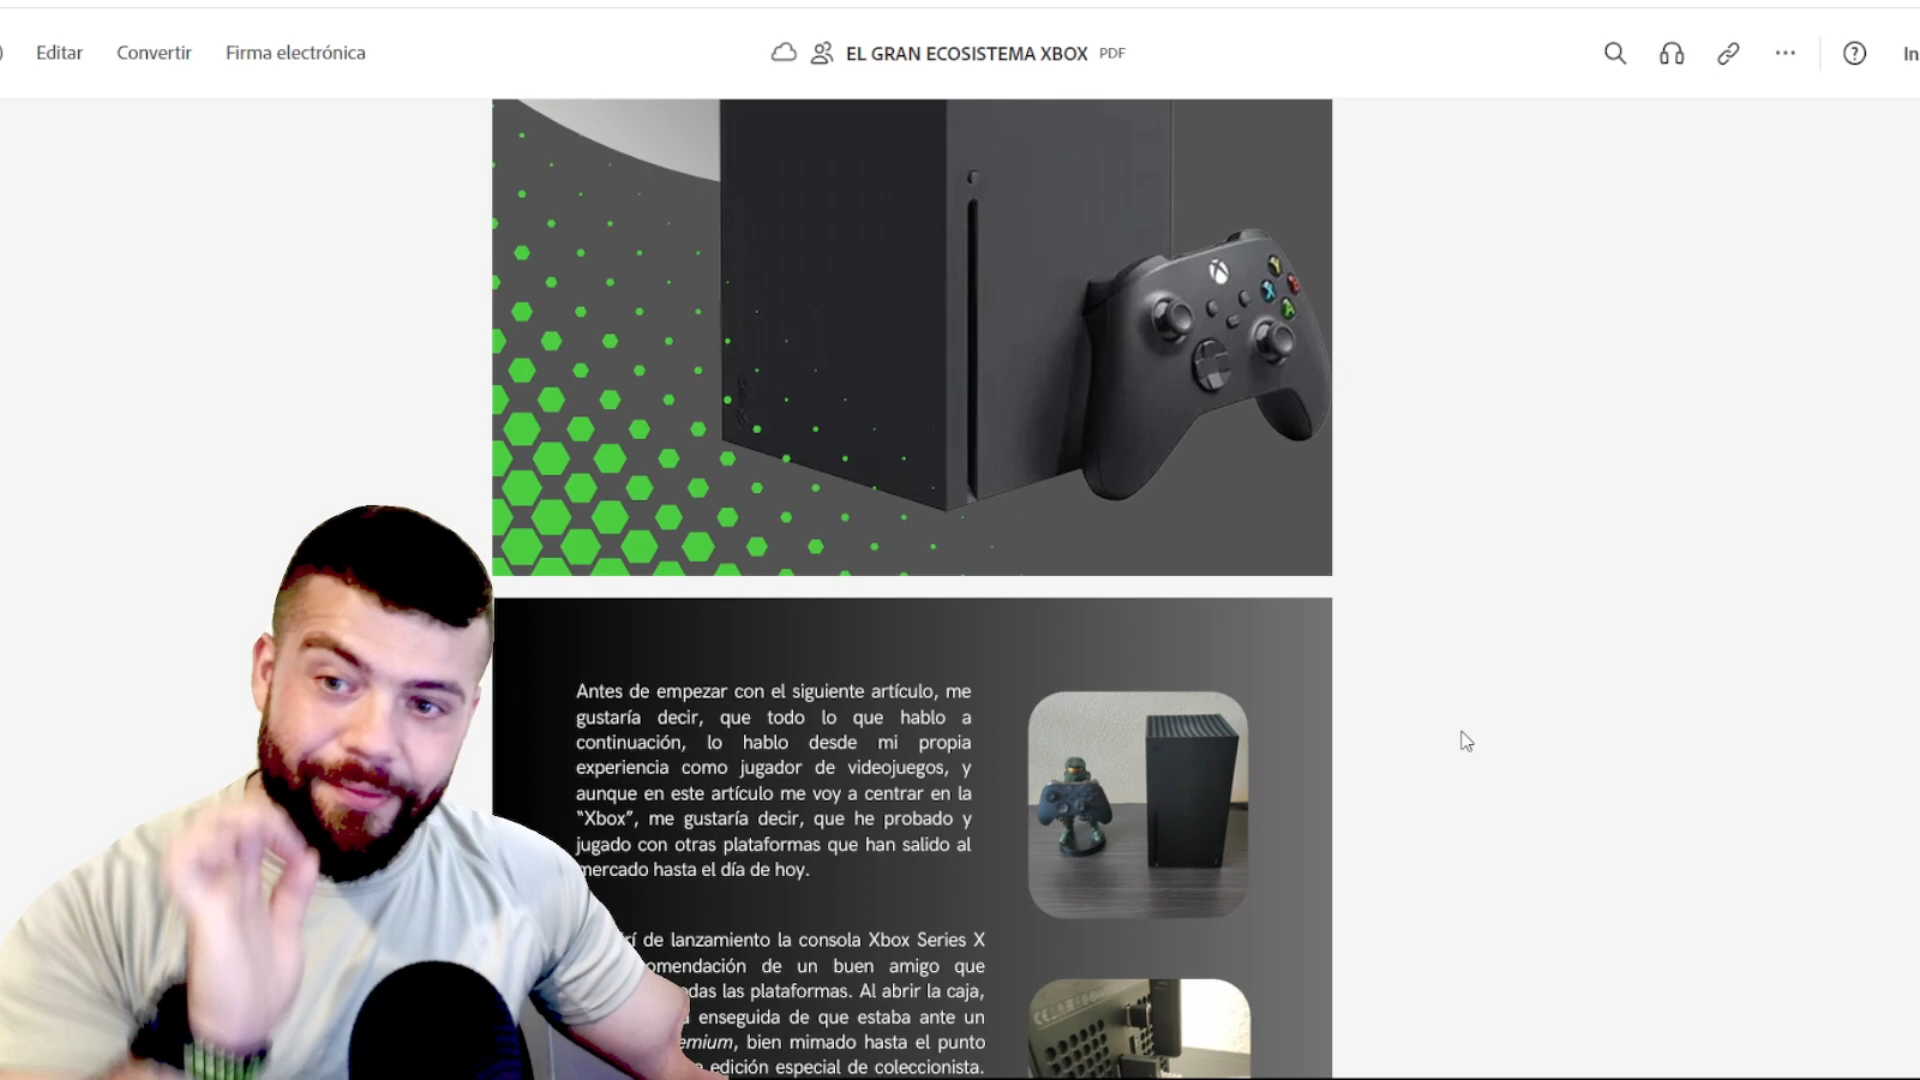 Editar Convertir Firma electrónica EL GRAN ECOSISTEMA XBOX PDF In
Y
B
X
A
Antes de empezar con el siguiente artículo, me
gustaría decir, que todo lo que hablo a
continuación, lo hablo desde mi propia
experiencia como jugador de videojuegos, y
aunque en este artículo me voy a centrar en la
“Xbox”, me gustaría decir, que he probado y
jugado con otras plataformas que han salido al
mercado hasta el día de hoy.
de lanzamiento la consola Xbox Series X
de un buen amigo que
las plataformas. Al abrir la caja,
enseguida de que estaba ante un
bien mimado hasta el punto
edición especial de coleccionista.